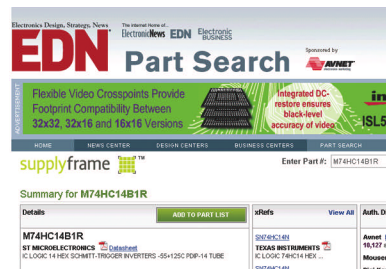 Electronics Design, Strategy, News
The Internet Home of...
EDN
ElectronicNews EDN Electronic BUSINESS
Part Search
Sponsored by
AVNET
ADVERTISEMENT
Flexible Video Crosspoints Provide
Footprint Compatibility Between
32x32, 32x16 and 16x16 Versions
Integrated DC-
restore ensures
black-level
accuracy of video
in
ISL5
HOME NEWS CENTER DESIGN CENTERS BUSINESS CENTERS PART SEARCH
supplyframe TM
Enter Part #: M74HC14B1R
Summary for M74HC14B1R
Details ADD TO PART LIST xRefs View All Auth. D
M74HC14B1R
ST MICROELECTRONICS Datasheet
IC LOGIC 14 HEX SCHMITT-TRIGGER INVERTERS -55+125C PDIP-14 TUBE
SN74HC14N
TEXAS INSTRUMENTS
IC LOGIC 74HC14 HEX ...
SN74HC14N
Avnet
10,127
Mouser